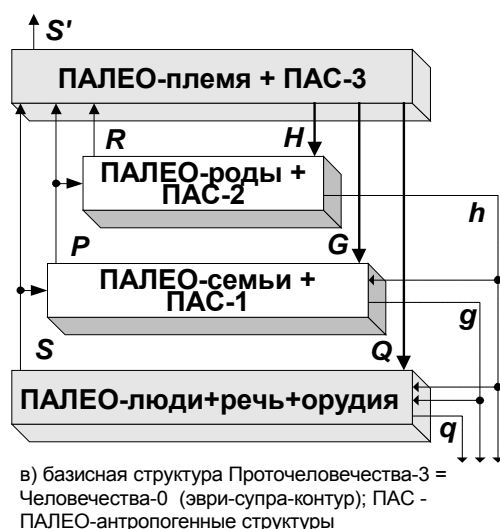 S'
ПАЛЕО-племя + ПАС-3
R
H
ПАЛЕО-роды +
ПАС-2
h
P
G
ПАЛЕО-семьи +
ПАС-1
g
S
Q
ПАЛЕО-люди+речь+орудия
q
в) базисная структура Проточеловечества-3 =
Человечества-0 (эври-супра-контур); ПАС -
ПАЛЕО-антропогенные структуры